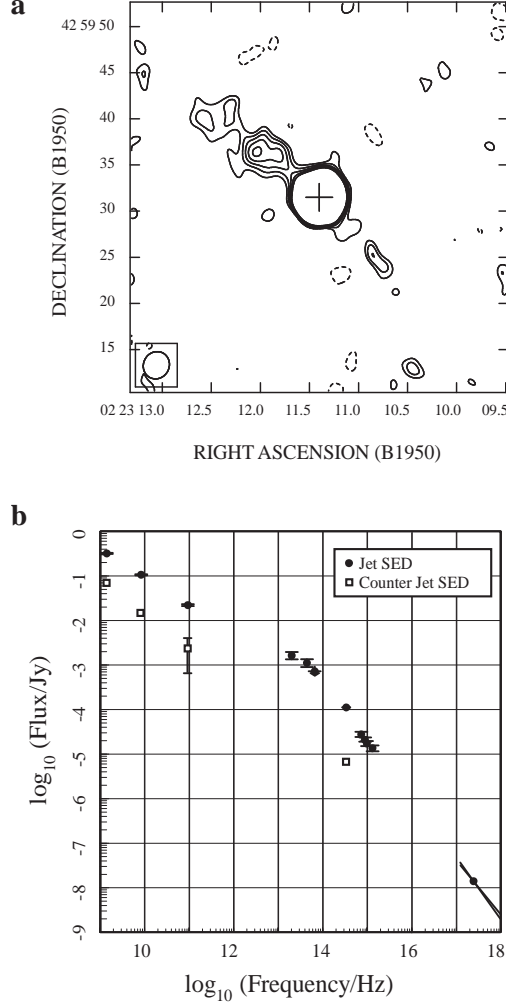 a
42 59 50
45
40
35
30
25
20
15
DECLINATION (B1950)
02 23 13.0 12.5 12.0 11.5 11.0 10.5 10.0 09.5
RIGHT ASCENSION (B1950)
b
0
-1
-2
-3
-4
-5
-6
-7
-8
-9
log10 (Flux/Jy)
Jet SED
Counter Jet SED
10 12 14 16 18
log10 (Frequency/Hz)